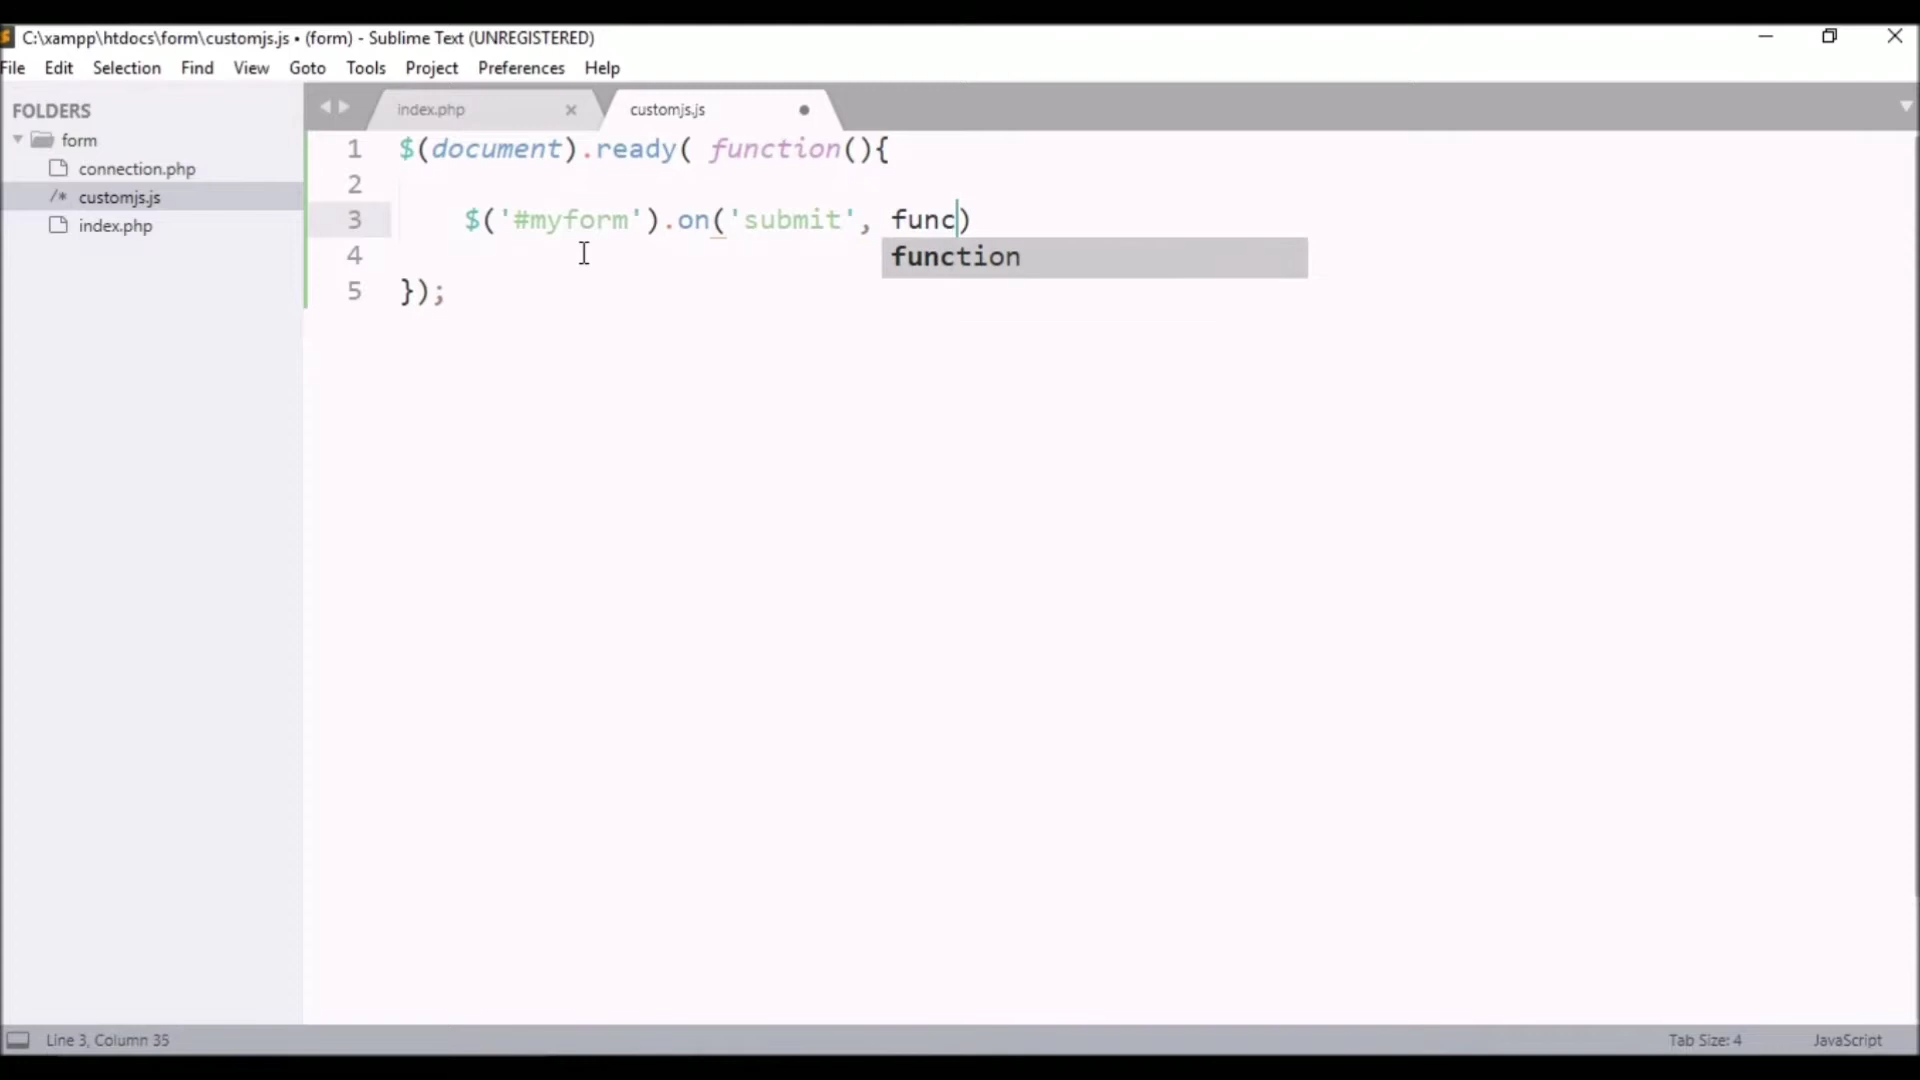 C:\xampp\htdocs\form\customjs.js • (form) - Sublime Text (UNREGISTERED)
File Edit Selection Find View Goto Tools Project Preferences Help
FOLDERS
form
connection.php
/* customjs.js
index.php
index.php customjs.js
1 $(document).ready( function(){
2
3 $('#myform').on('submit', func)
function
4
5 });
Line 3, Column 35 Tab Size: 4 JavaScript